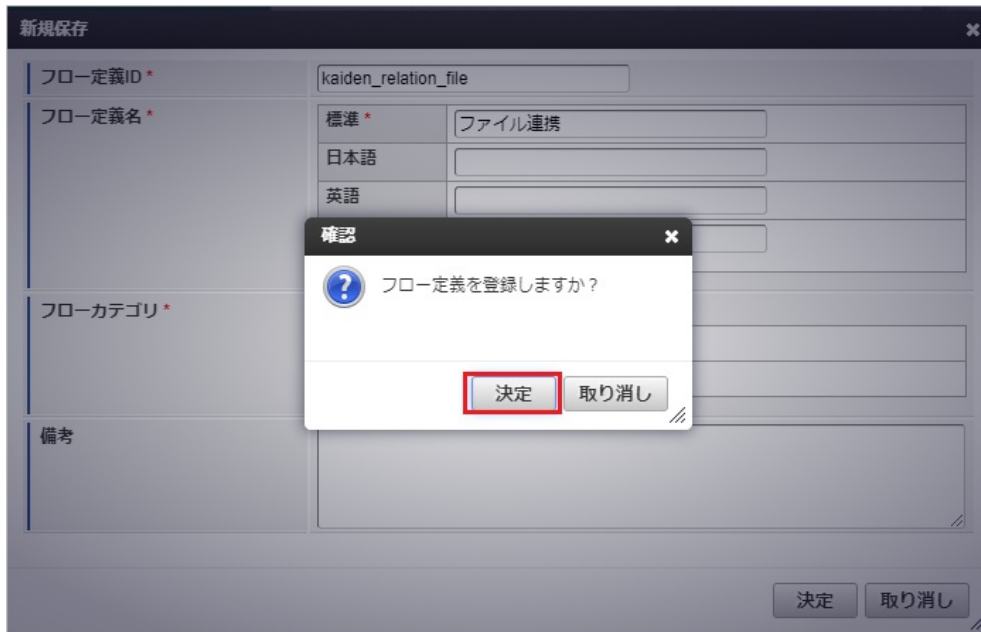 新規保存
フロー定義ID *
kaiden_relation_file
フロー定義名 *
標準 *
ファイル連携
日本語
英語
確認
フロー定義を登録しますか？
決定 取り消し
フローカテゴリ *
備考
決定 取り消し